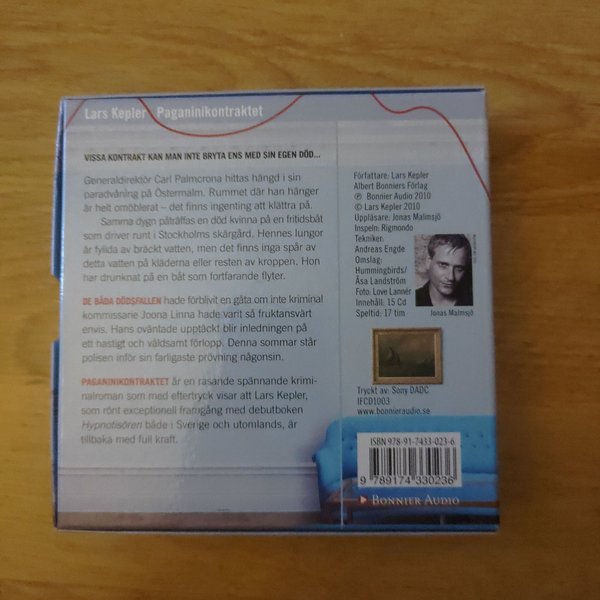 Lars Kepler Paganinikontraktet
VISSA KONTRAKT KAN MAN INTE BRYTA ENS MED SIN EGEN DÖD...
Generaldirektör Carl Palmcrona hittas hängd i sin
paradvåning på Östermalm. Rummet där han hänger
är helt omöblerat – det finns ingenting att klättra på.
Samma dygn påträffas en död kvinna på en fritidsbåt
som driver runt i Stockholms skärgård. Hennes lungor
är fyllda av bräckt vatten, men det finns inga spår av
detta vatten på kläderna eller resten av kroppen. Hon
har drunknat på en båt som fortfarande flyter.
DE BÅDA DÖDSFALLEN hade förblivit en gåta om inte kriminal
kommissarie Joona Linna hade varit så fruktansvärt
envis. Hans oväntade upptäckt blir inledningen på
ett hastigt och våldsamt förlopp. Denna sommar står
polisen inför sin farligaste prövning någonsin.
PAGANINIKONTRAKTET är en rasande spännande krimi-
nalroman som med eftertryck visar att Lars Kepler,
som rönt exceptionell framgång med debutboken
Hypnotisören både i Sverige och utomlands, är
tillbaka med full kraft.
Författare: Lars Kepler
Albert Bonniers Förlag
℗ Bonnier Audio 2010
© Lars Kepler 2010
Uppläsare: Jonas Malmsjö
Inspeln: Rigmondo
Tekniker:
Andreas Engde
Omslag:
Hummingbirds/
Åsa Landström
Foto: Love Lannér
Innehåll: 15 Cd
Speltid: 17 tim
Jonas Malmsjö
Tryckt av: Sony DADC
IFCD1003
www.bonnieraudio.se
ISBN 978-91-7433-023-6
9 789174 330236
BONNIER AUDIO